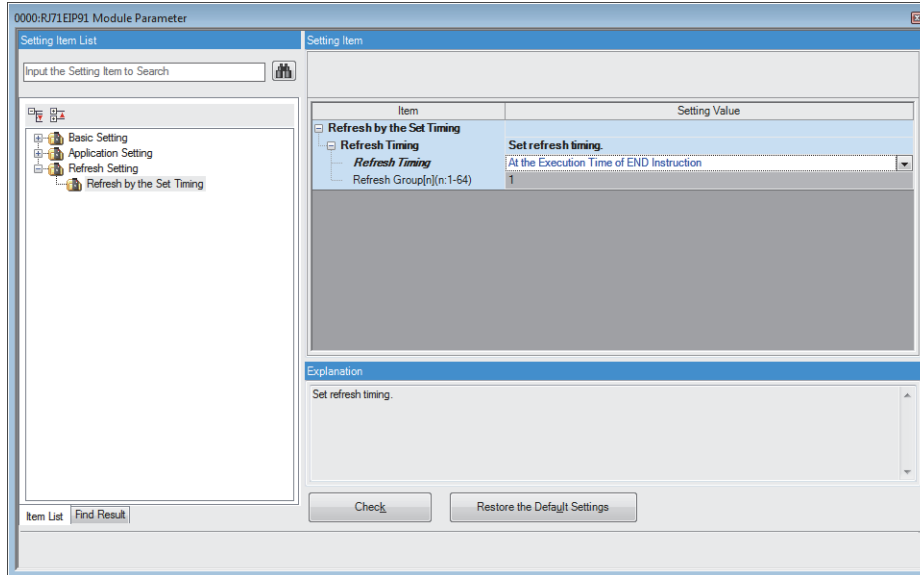 0000:RJ71EIP91 Module Parameter
Setting Item List
Input the Setting Item to Search
Basic Setting
Application Setting
Refresh Setting
Refresh by the Set Timing
Item List
Find Result
Setting Item
Item Setting Value
Refresh by the Set Timing
Refresh Timing Set refresh timing.
Refresh Timing At the Execution Time of END Instruction
Refresh Group[n](n:1-64) 1
Explanation
Set refresh timing.
Check
Restore the Default Settings